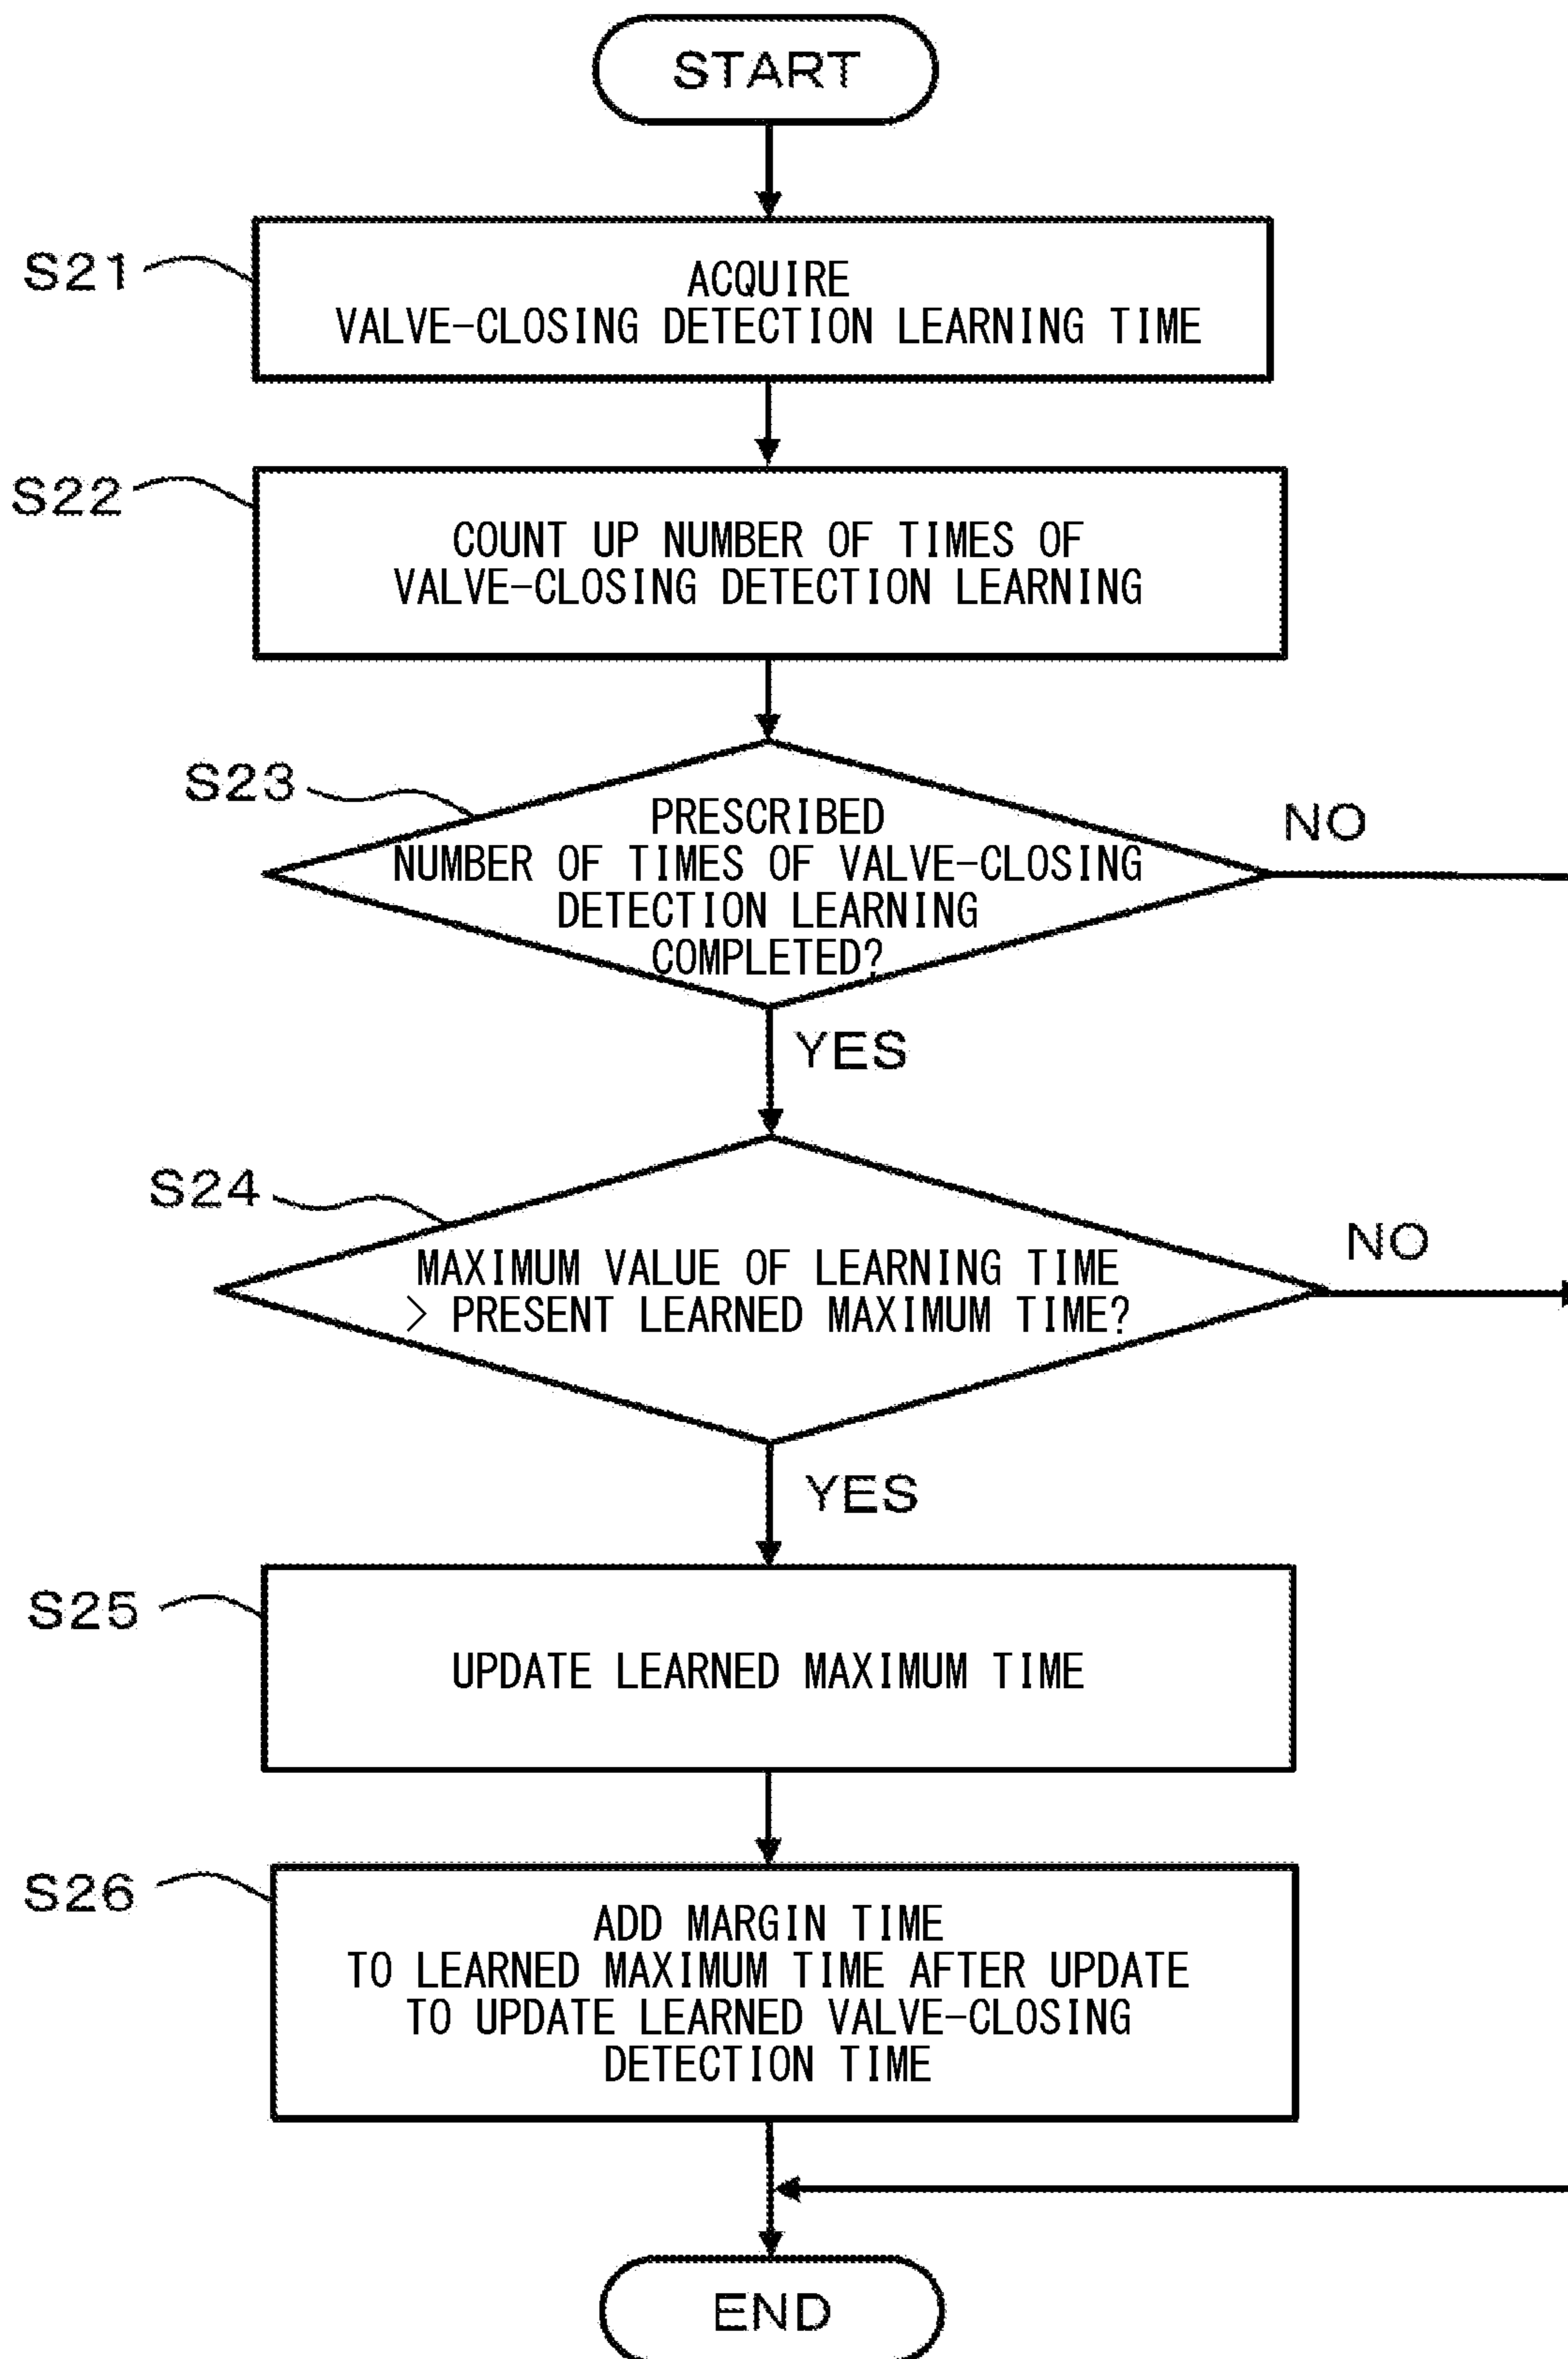 START
S21
ACQUIRE
VALVE-CLOSING DETECTION LEARNING TIME
S22
COUNT UP NUMBER OF TIMES OF
VALVE-CLOSING DETECTION LEARNING
S23
PRESCRIBED
NUMBER OF TIMES OF VALVE-CLOSING
DETECTION LEARNING
COMPLETED?
NO
YES
S24
MAXIMUM VALUE OF LEARNING TIME
> PRESENT LEARNED MAXIMUM TIME?
NO
YES
S25
UPDATE LEARNED MAXIMUM TIME
S26
ADD MARGIN TIME
TO LEARNED MAXIMUM TIME AFTER UPDATE
TO UPDATE LEARNED VALVE-CLOSING
DETECTION TIME
END